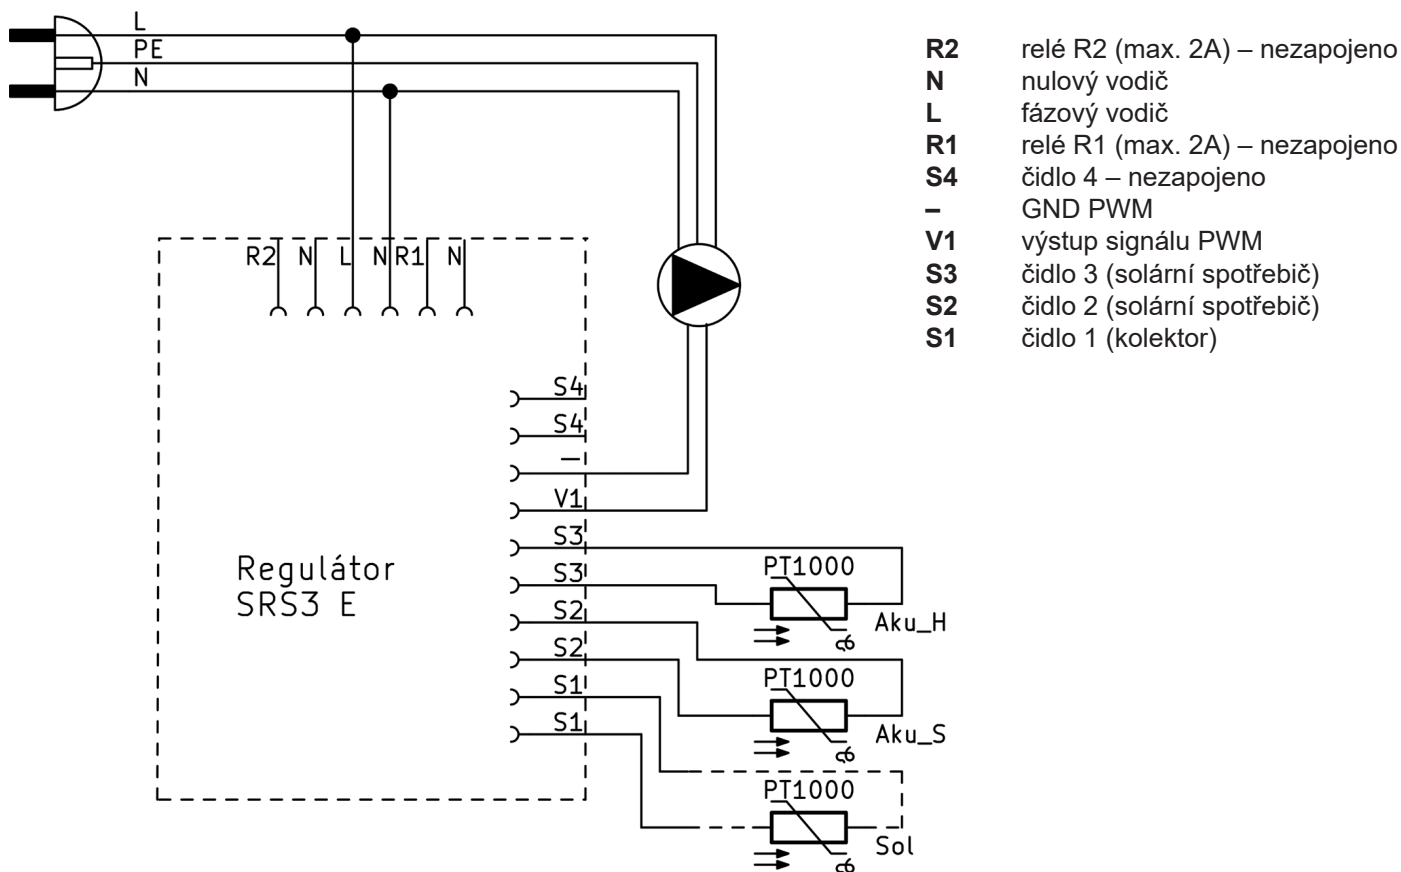 L
PE
N
R2 relé R2 (max. 2A) – nezapojeno
N nulový vodič
L fázový vodič
R1 relé R1 (max. 2A) – nezapojeno
S4 čidlo 4 – nezapojeno
– GND PWM
V1 výstup signálu PWM
S3 čidlo 3 (solární spotřebič)
S2 čidlo 2 (solární spotřebič)
S1 čidlo 1 (kolektor)
R2 N L N R1 N
S4
S4
–
V1
S3
S3
S2
S2
S1
S1
Regulátor
SRS3 E
PT1000
Aku_H
PT1000
Aku_S
PT1000
Sol